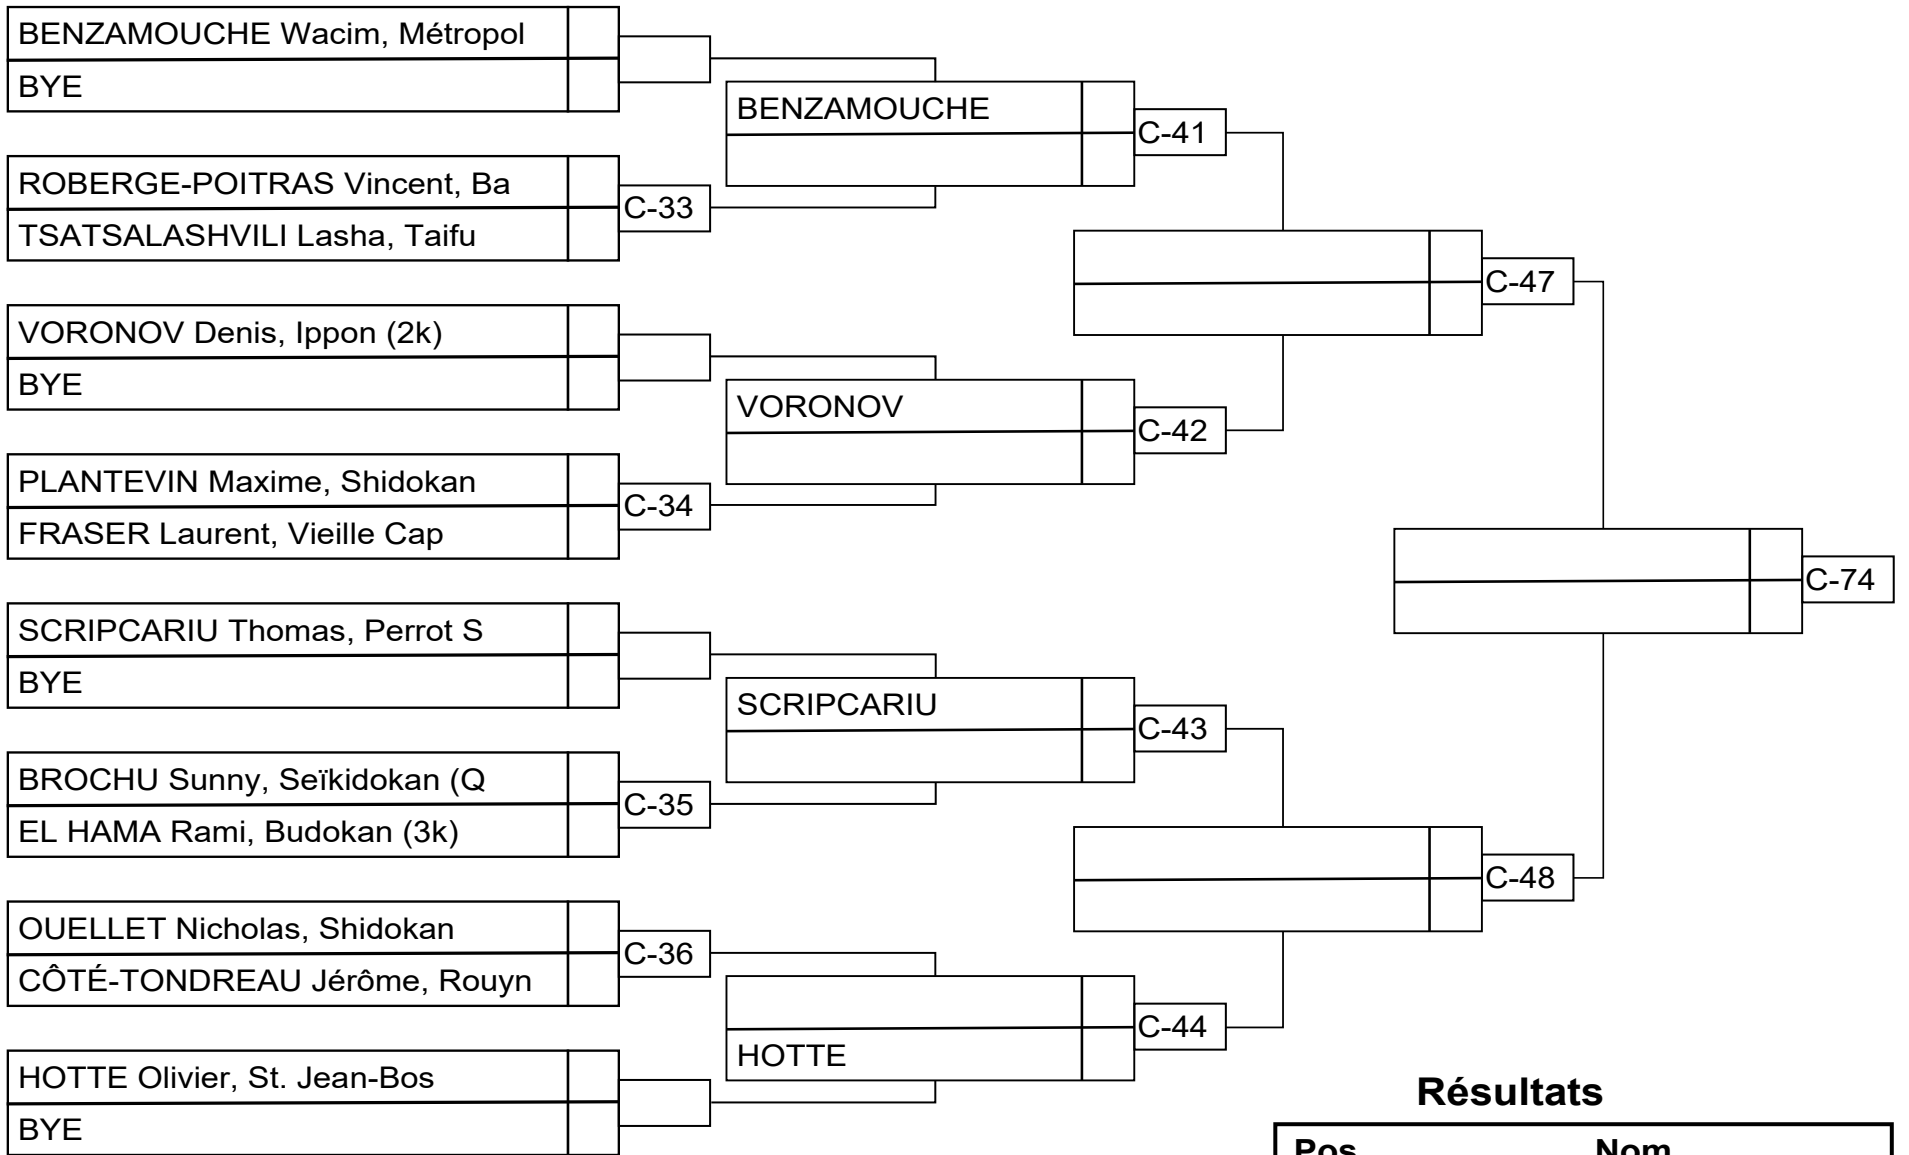 BENZAMOUCHE Wacim, Métropol
BYE
ROBERGE-POITRAS Vincent, Ba
C-33
TSATSALASHVILI Lasha, Taifu
VORONOV Denis, Ippon (2k)
BYE
PLANTEVIN Maxime, Shidokan
C-34
FRASER Laurent, Vieille Cap
SCRIPCARIU Thomas, Perrot S
BYE
BROCHU Sunny, Seïkidokan (Q
C-35
EL HAMA Rami, Budokan (3k)
OUELLET Nicholas, Shidokan
C-36
CÔTÉ-TONDREAU Jérôme, Rouyn
HOTTE Olivier, St. Jean-Bos
BYE
BENZAMOUCHE
C-41
VORONOV
C-42
SCRIPCARIU
C-43
C-44
HOTTE
C-47
C-48
C-74
Résultats
Pos Nom